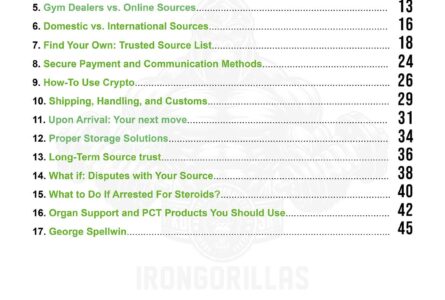 5. Gym Dealers vs. Online Sources 13
6. Domestic vs. International Sources 16
7. Find Your Own: Trusted Source List 18
8. Secure Payment and Communication Methods 24
9. How-To Use Crypto 26
10. Shipping, Handling, and Customs 29
11. Upon Arrival: Your next move 31
12. Proper Storage Solutions 34
13. Long-Term Source trust 36
14. What if: Disputes with Your Source 38
15. What to Do If Arrested For Steroids? 40
16. Organ Support and PCT Products You Should Use 42
17. George Spellwin 45
IRONGORILLAS